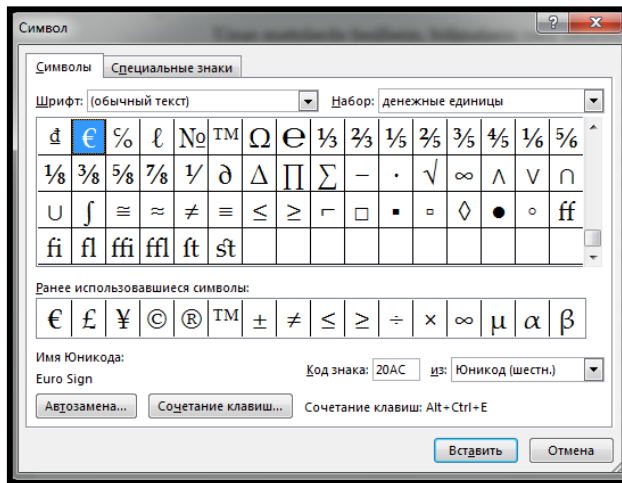 Символ
Символы Специальные знаки
Шрифт: (обычный текст) Набор: денежные единицы
₫ € ℅ ℓ № ™ Ω ℮ ⅓ ⅔ ⅕ ⅖ ⅗ ⅘ ⅙ ⅚
⅛ ⅜ ⅝ ⅞ ⅟ ∂ ∆ ∏ ∑ − ∙ √ ∞ ∧ ∨ ∩
∪ ∫ ≅ ≈ ≠ ≡ ≤ ≥ ⌐ □ ▪ ▫ ◊ ● ◦ ff
fi fl ffi ffl ſt st
Ранее использовавшиеся символы:
€ £ ¥ © ® ™ ± ≠ ≤ ≥ ÷ × ∞ µ α β
Имя Юникода:
Euro Sign
Код знака: 20AC из: Юникод (шестн.)
Автозамена... Сочетание клавиш... Сочетание клавиш: Alt+Ctrl+E
Вставить Отмена